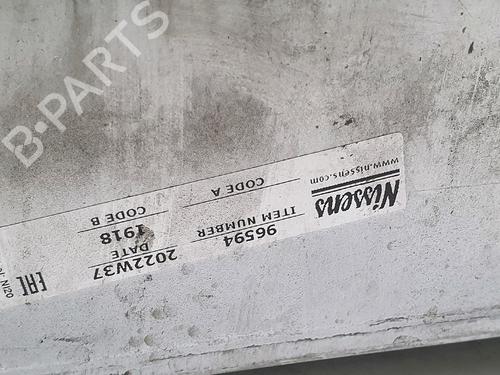 Nissens
www.nissens.com
ITEM NUMBER
96594
CODE A
DATE
2022W37
CODE B
1918
EAC
B-PARTS